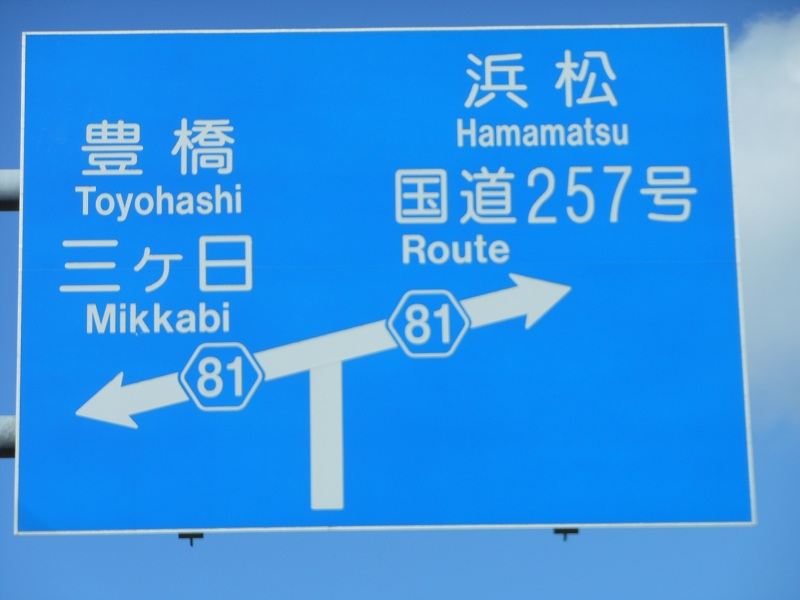 豊橋
Toyohashi
三ヶ日
Mikkabi
81
浜松
Hamamatsu
国道257号
Route
81